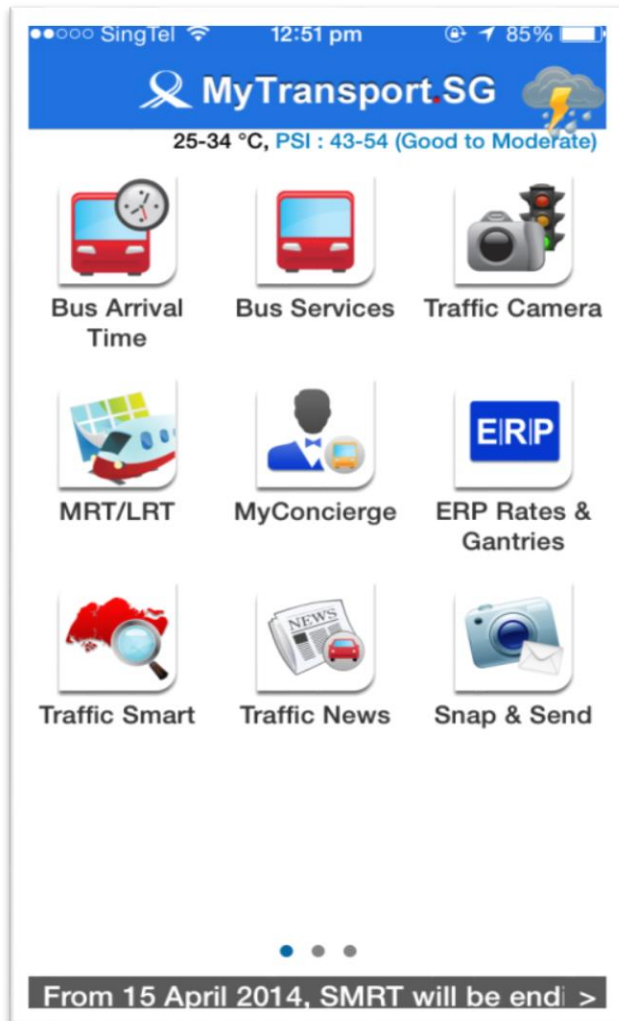 SingTel 12:51 pm 85%
MyTransport.SG
25-34 °C, PSI : 43-54 (Good to Moderate)
Bus Arrival Time
Bus Services
Traffic Camera
MRT/LRT
MyConcierge
E|R|P
ERP Rates & Gantries
NEWS
Traffic Smart
Traffic News
Snap & Send
From 15 April 2014, SMRT will be endi >